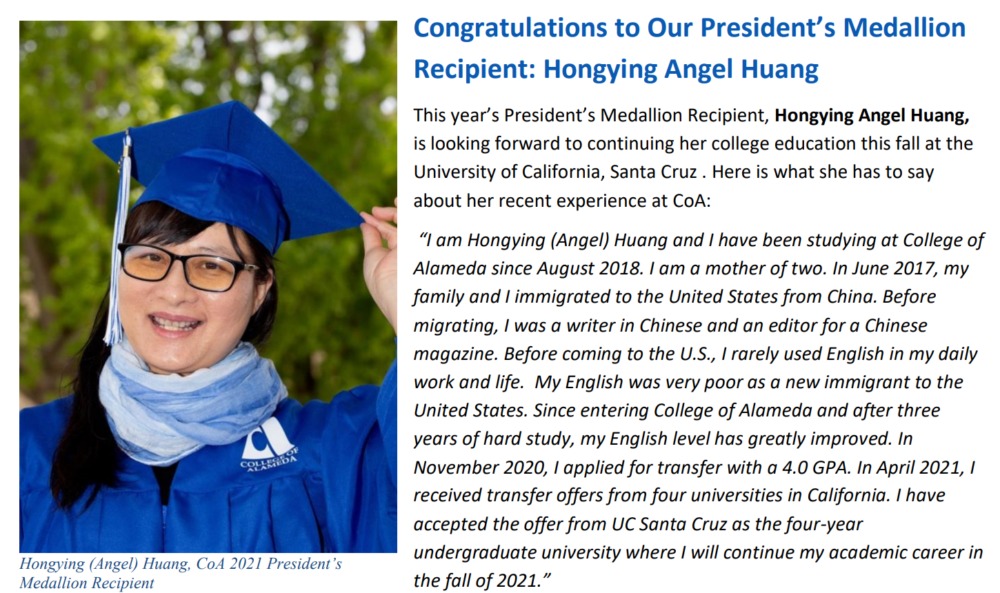 Congratulations to Our President’s Medallion
Recipient: Hongying Angel Huang
This year’s President’s Medallion Recipient, Hongying Angel Huang,
is looking forward to continuing her college education this fall at the
University of California, Santa Cruz . Here is what she has to say
about her recent experience at CoA:
“I am Hongying (Angel) Huang and I have been studying at College of
Alameda since August 2018. I am a mother of two. In June 2017, my
family and I immigrated to the United States from China. Before
migrating, I was a writer in Chinese and an editor for a Chinese
magazine. Before coming to the U.S., I rarely used English in my daily
work and life.  My English was very poor as a new immigrant to the
United States. Since entering College of Alameda and after three
years of hard study, my English level has greatly improved. In
November 2020, I applied for transfer with a 4.0 GPA. In April 2021, I
received transfer offers from four universities in California. I have
accepted the offer from UC Santa Cruz as the four-year
undergraduate university where I will continue my academic career in
the fall of 2021.”
COLLEGE OF
ALAMEDA
Hongying (Angel) Huang, CoA 2021 President’s
Medallion Recipient